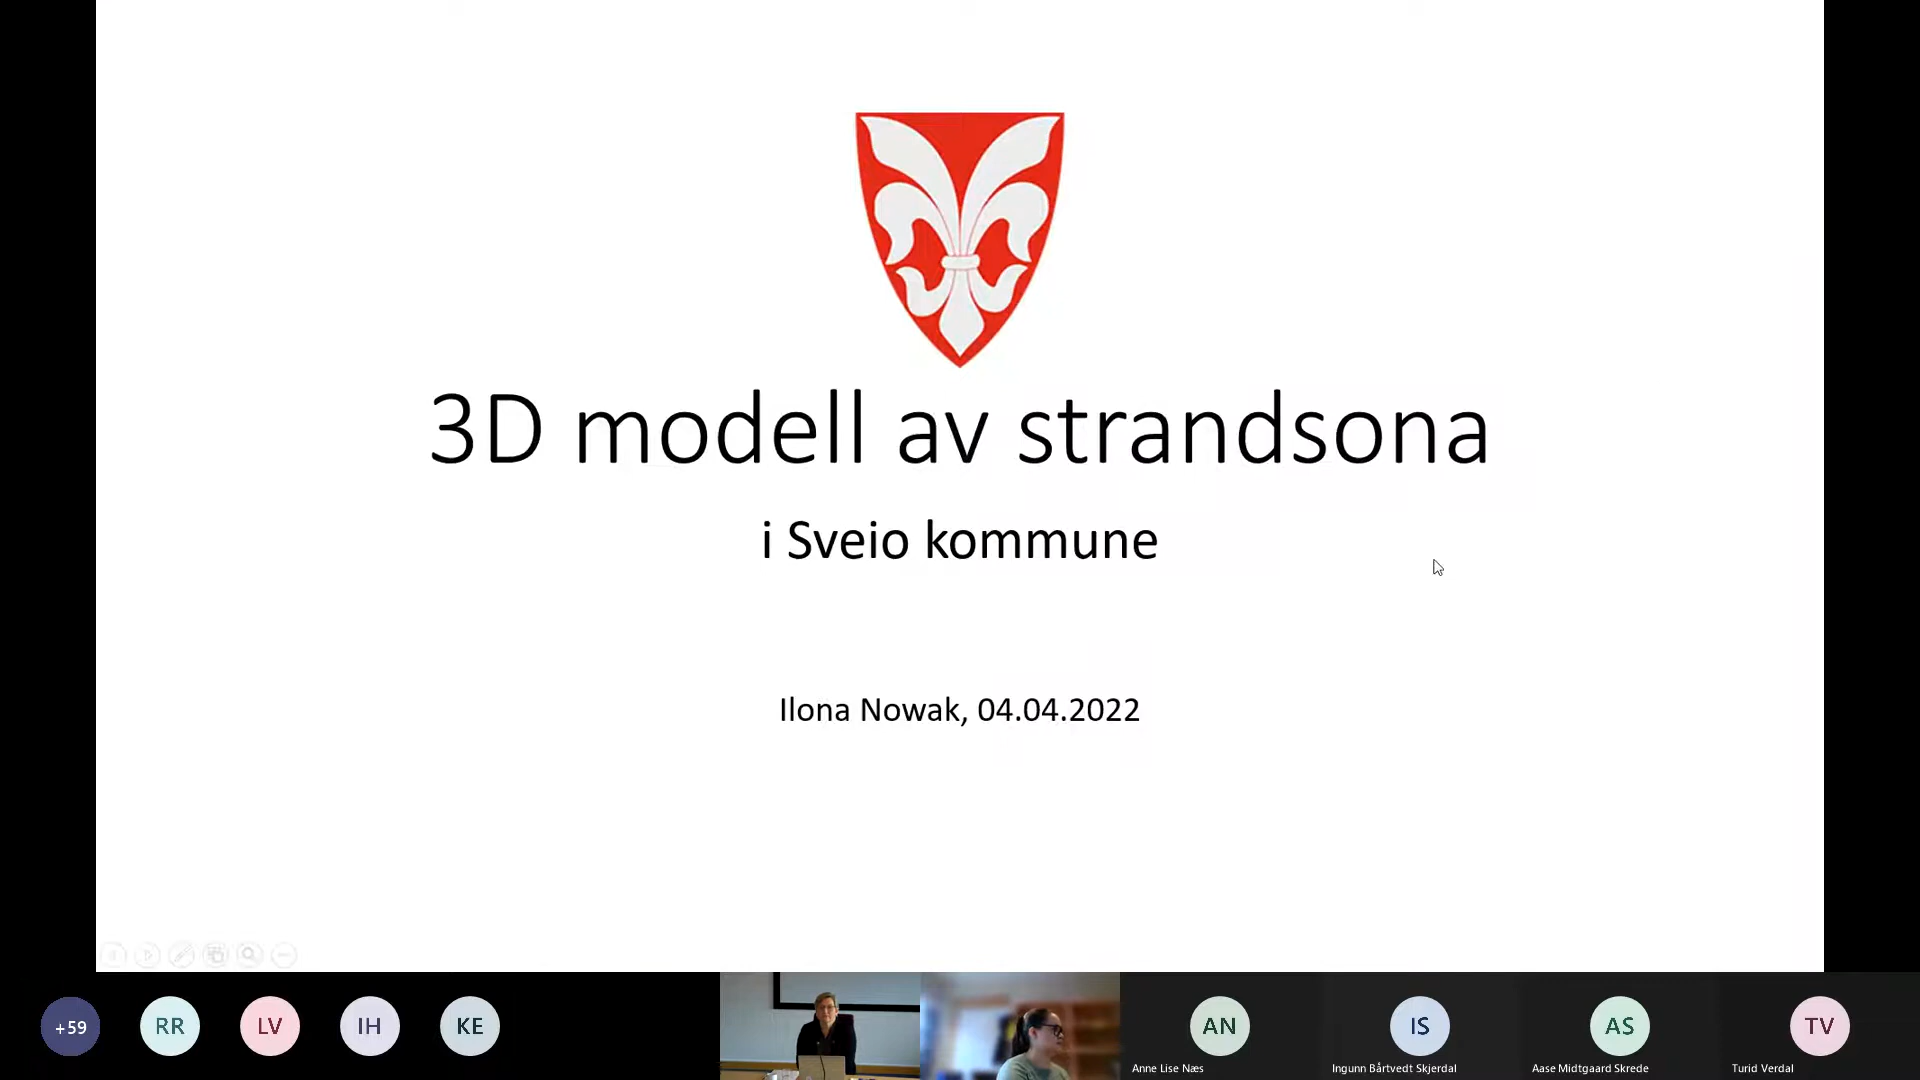 3D modell av strandsona
i Sveio kommune
Ilona Nowak, 04.04.2022
+59
RR
LV
IH
KE
AN
IS
AS
TV
Anne Lise Næs
Ingunn Bårtvedt Skjerdal
Aase Midtgaard Skrede
Turid Verdal